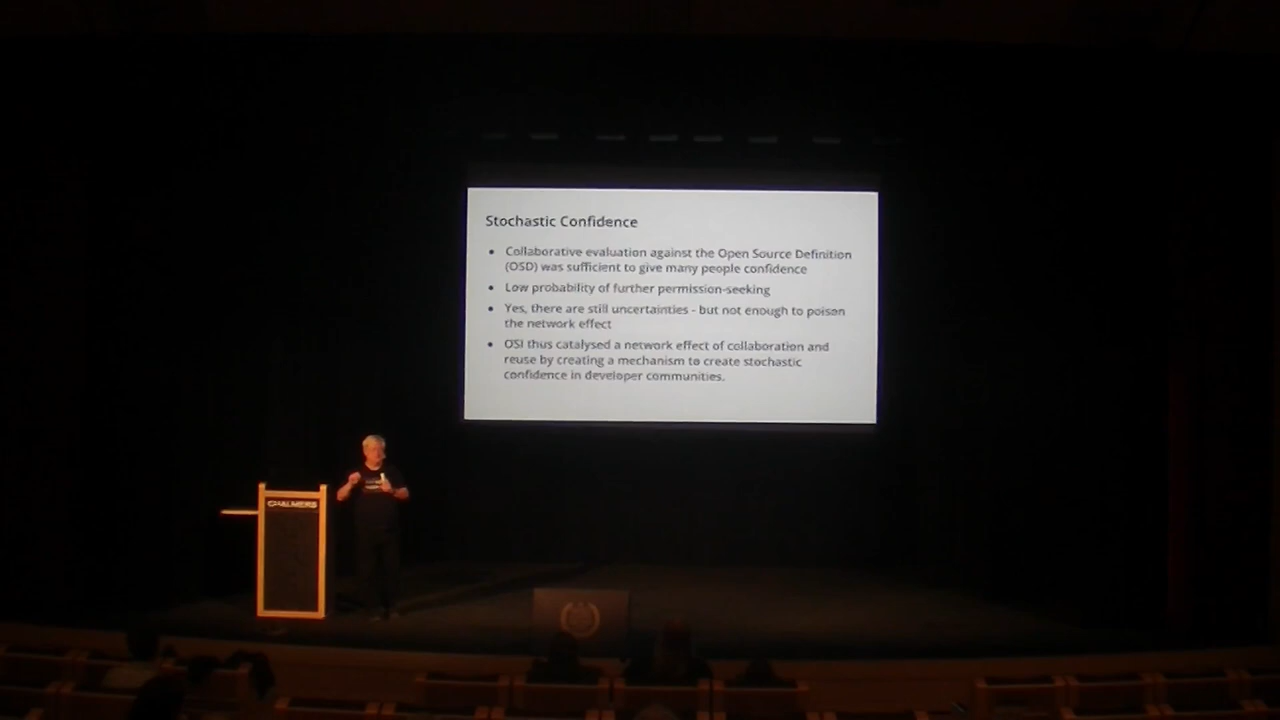 Stochastic Confidence
Collaborative evaluation against the Open Source Definition
(OSD) was sufficient to give many people confidence
Low probability of further permission-seeking
Yes, there are still uncertainties - but not enough to poison
the network effect
OSI thus catalysed a network effect of collaboration and
reuse by creating a mechanism to create stochastic
confidence in developer communities.
CHALMERS